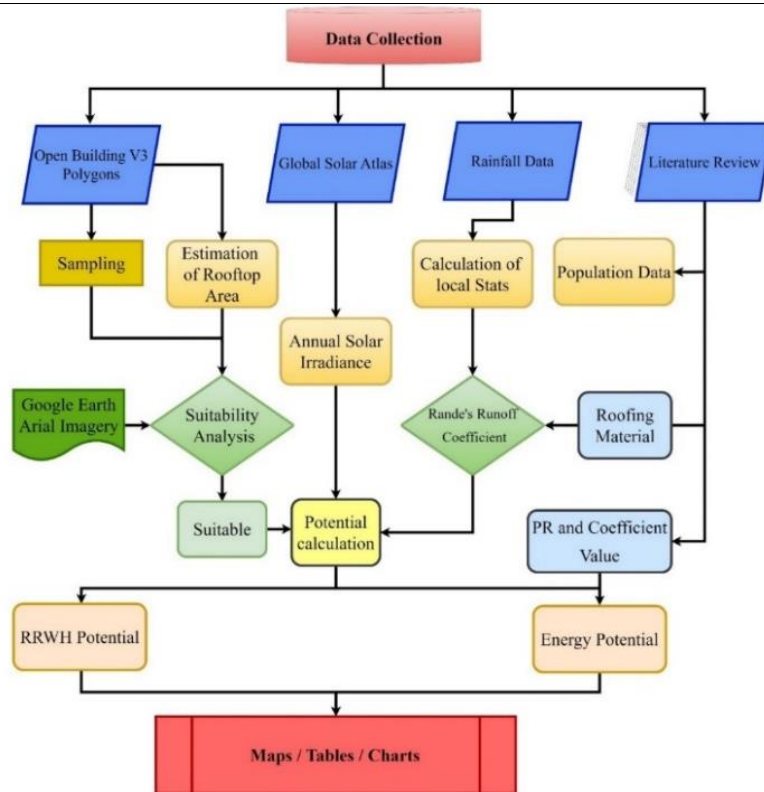 Data Collection
Open Building V3
Polygons
Global Solar Atlas
Rainfall Data
Literature Review
Sampling
Estimation
of Rooftop
Area
Calculation of
local Stats
Population Data
Annual Solar
Irradiance
Google Earth
Arial Imagery
Suitability
Analysis
Rande's Runoff
Coefficient
Roofing
Material
Suitable
Potential
calculation
PR and Coefficient
Value
RRWH Potential
Energy Potential
Maps / Tables / Charts